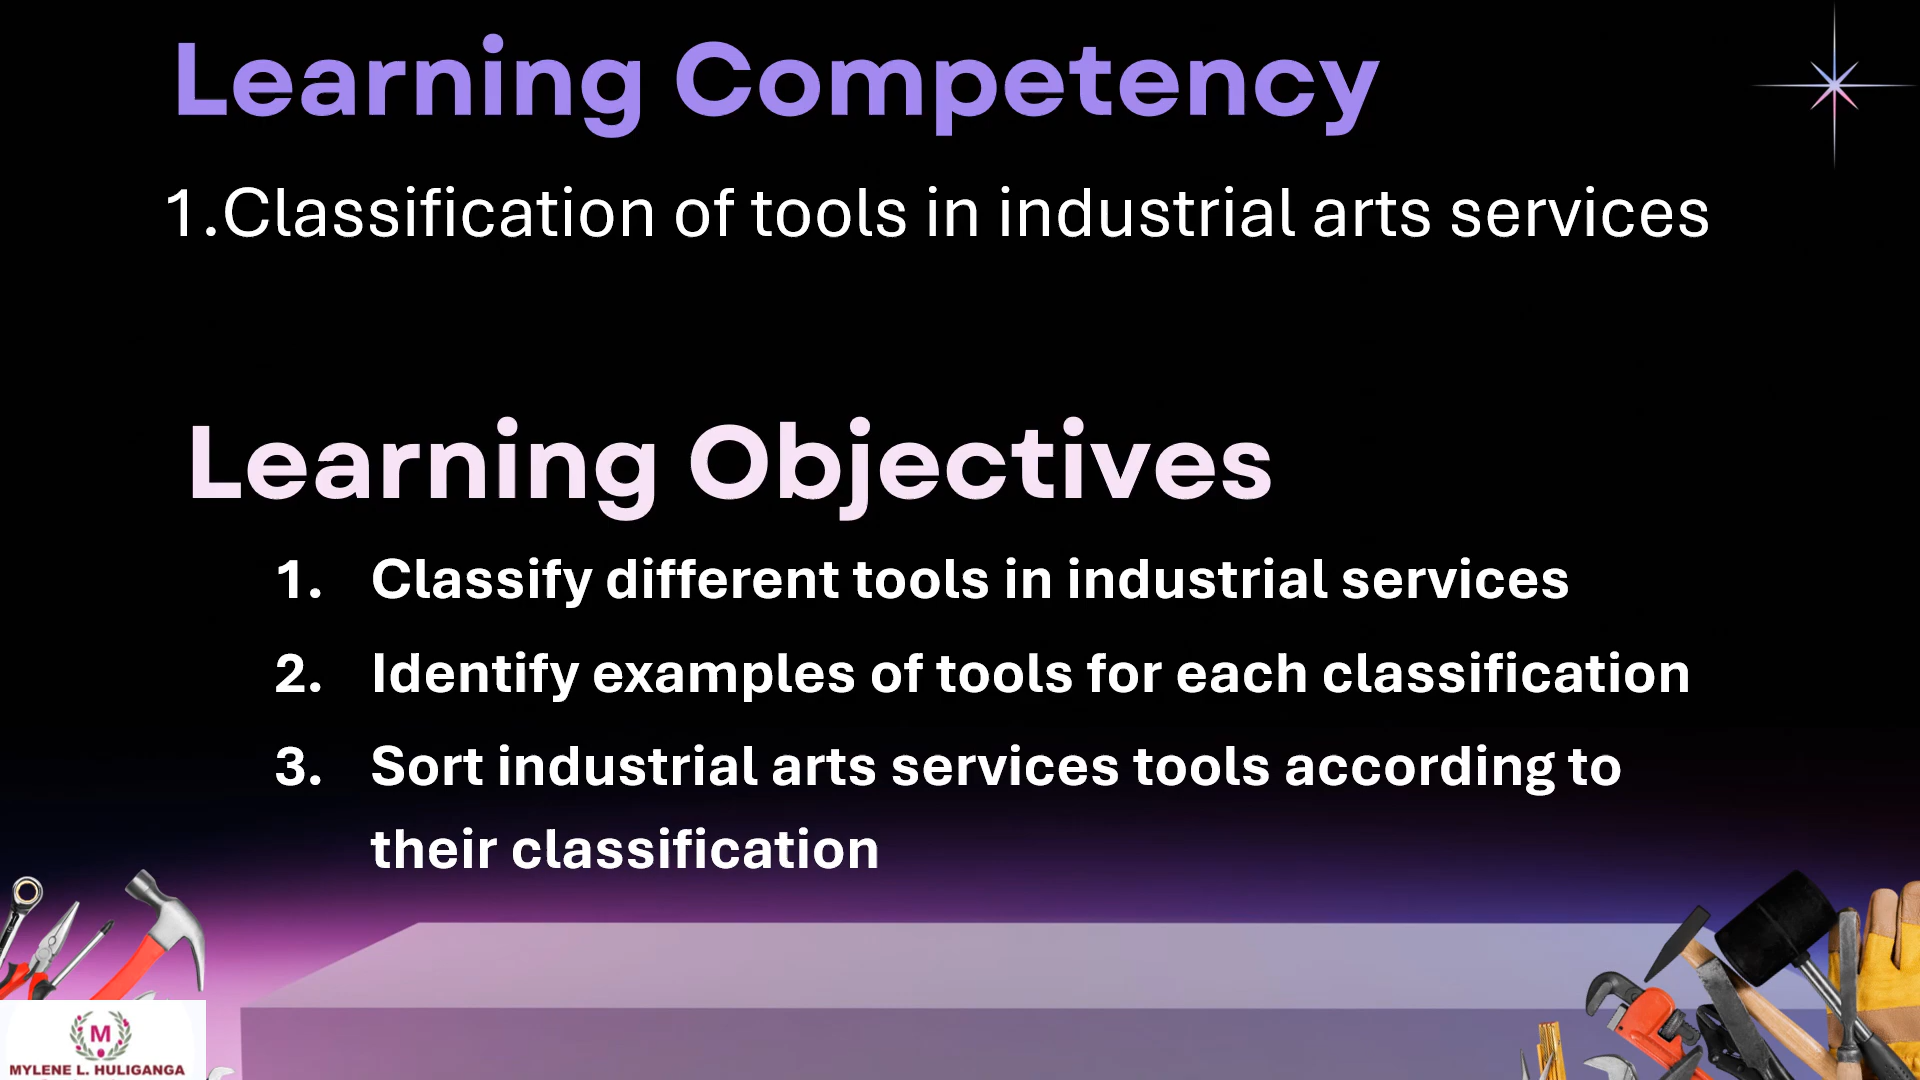 Learning Competency
1.Classification of tools in industrial arts services
Learning Objectives
1. Classify different tools in industrial services
2. Identify examples of tools for each classification
3. Sort industrial arts services tools according to
their classification
M
MYLENE L. HULIGANGA